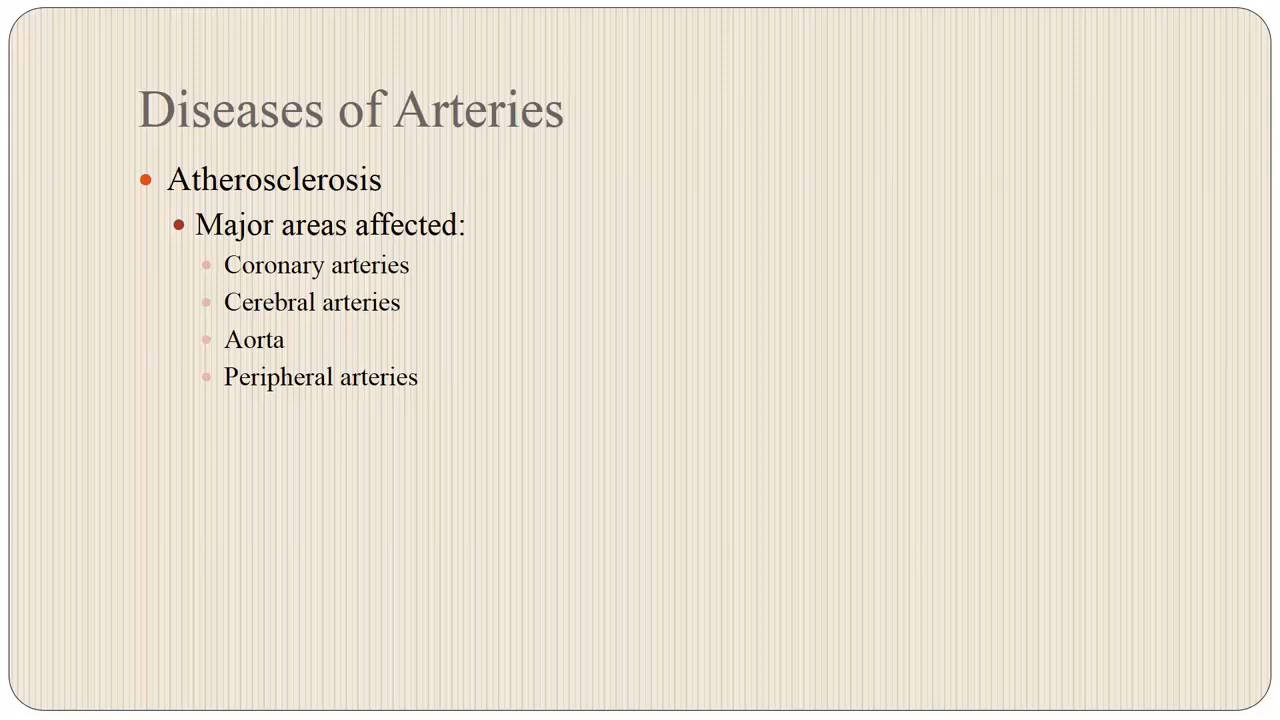 Diseases of Arteries
Atherosclerosis
Major areas affected:
Coronary arteries
Cerebral arteries
Aorta
Peripheral arteries